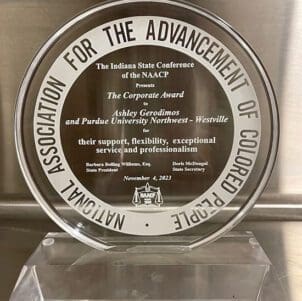 NATIONAL ASSOCIATION FOR THE ADVANCEMENT OF COLORED PEOPLE
The Indiana State Conference
of the NAACP
Presents
The Corporate Award
to
Ashley Gerodimos
and Purdue University Northwest - Westville
for
their support, flexibility, exceptional
service and professionalism
Barbara Bolling Williams, Esq. Doris McDougal
State President State Secretary
November 4, 2023
NAACP